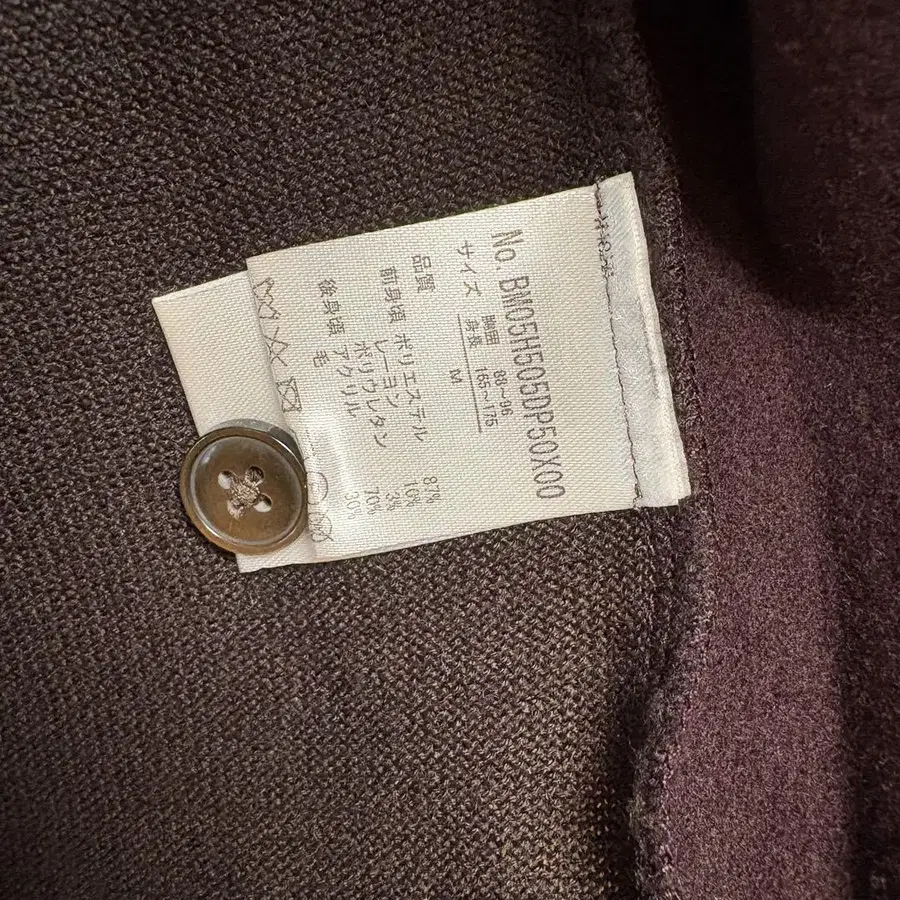 No. BM05H505DP50X00
サイズ
胸囲 88~96
身長 165~175
M
品質
前身頃 ポリエステル 87%
レーヨン 10%
ポリウレタン 3%
後身頃 アクリル 70%
毛 30%